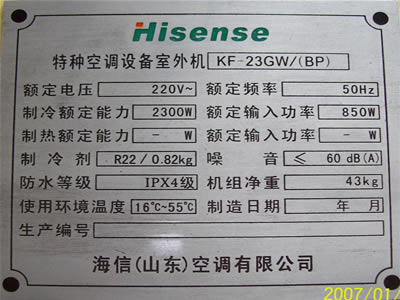 Hisense
特种空调设备室外机 KF-23GW/(BP)
额定电压 220V~ 额定频率 50Hz
制冷额定能力 2300W 额定输入功率 850W
制热额定能力 - W 额定输入功率 - W
制冷剂 R22/0.82kg 噪音 ≤ 60 dB(A)
防水等级 IPX4级 机组净重 43kg
使用环境温度 16℃~55℃ 制造日期 年 月
生产编号
海信(山东)空调有限公司
2007/01